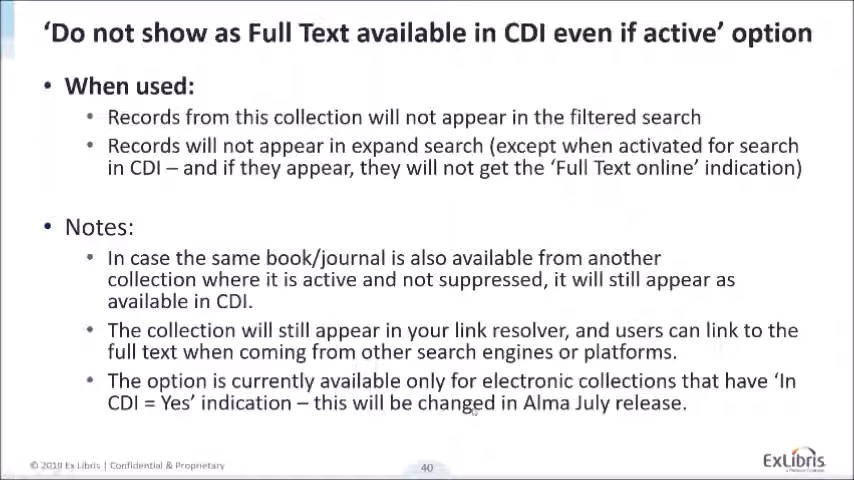 ‘Do not show as Full Text available in CDI even if active’ option
• When used:
• Records from this collection will not appear in the filtered search
• Records will not appear in expand search (except when activated for search
in CDI – and if they appear, they will not get the ‘Full Text online’ indication)
• Notes:
• In case the same book/journal is also available from another
collection where it is active and not suppressed, it will still appear as
available in CDI.
• The collection will still appear in your link resolver, and users can link to the
full text when coming from other search engines or platforms.
• The option is currently available only for electronic collections that have ‘In
CDI = Yes’ indication – this will be changed in Alma July release.
© 2019 Ex Libris | Confidential & Proprietary
40
ExLibris